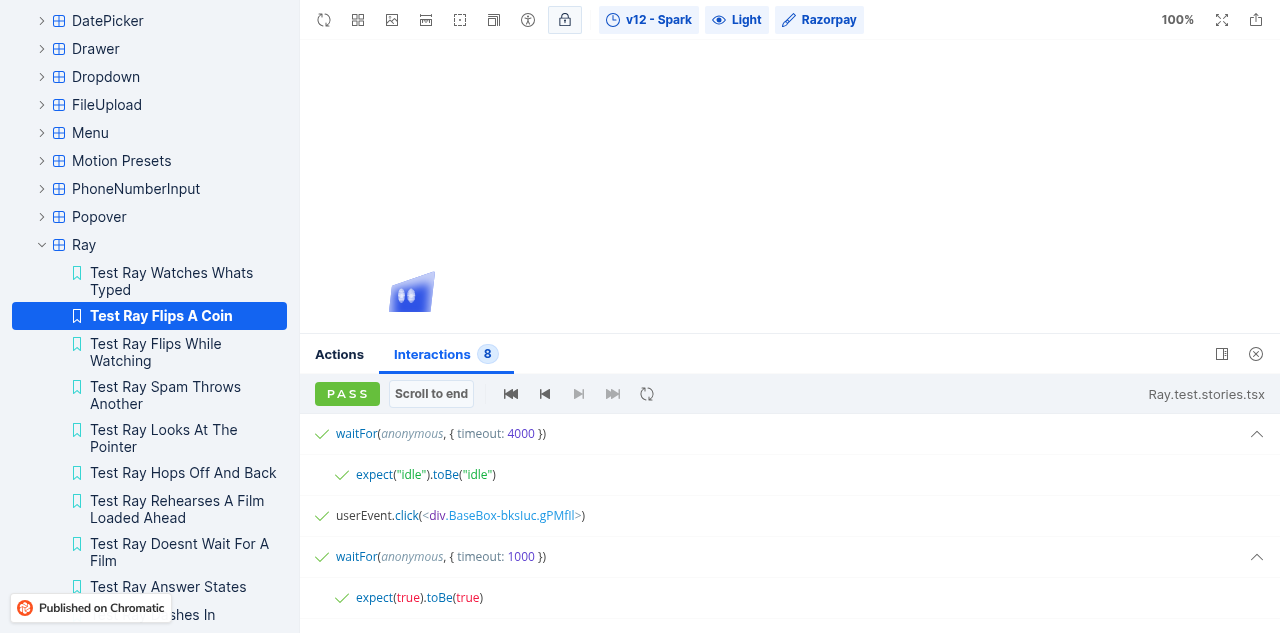 DatePicker
Drawer
Dropdown
FileUpload
Menu
Motion Presets
PhoneNumberInput
Popover
Ray
Test Ray Watches Whats
Typed
Test Ray Flips A Coin
Test Ray Flips While
Watching
Test Ray Spam Throws
Another
Test Ray Looks At The
Pointer
Test Ray Hops Off And Back
Test Ray Rehearses A Film
Loaded Ahead
Test Ray Doesnt Wait For A
Film
Test Ray Answer States
Published on Chromatic
shes In
v12 - Spark
Light
Razorpay
100%
Actions
Interactions 8
PASS
Scroll to end
Ray.test.stories.tsx
waitFor(anonymous, { timeout: 4000 })
expect("idle").toBe("idle")
userEvent.click(<div.BaseBox-bksIuc.gPMfIl>)
waitFor(anonymous, { timeout: 1000 })
expect(true).toBe(true)